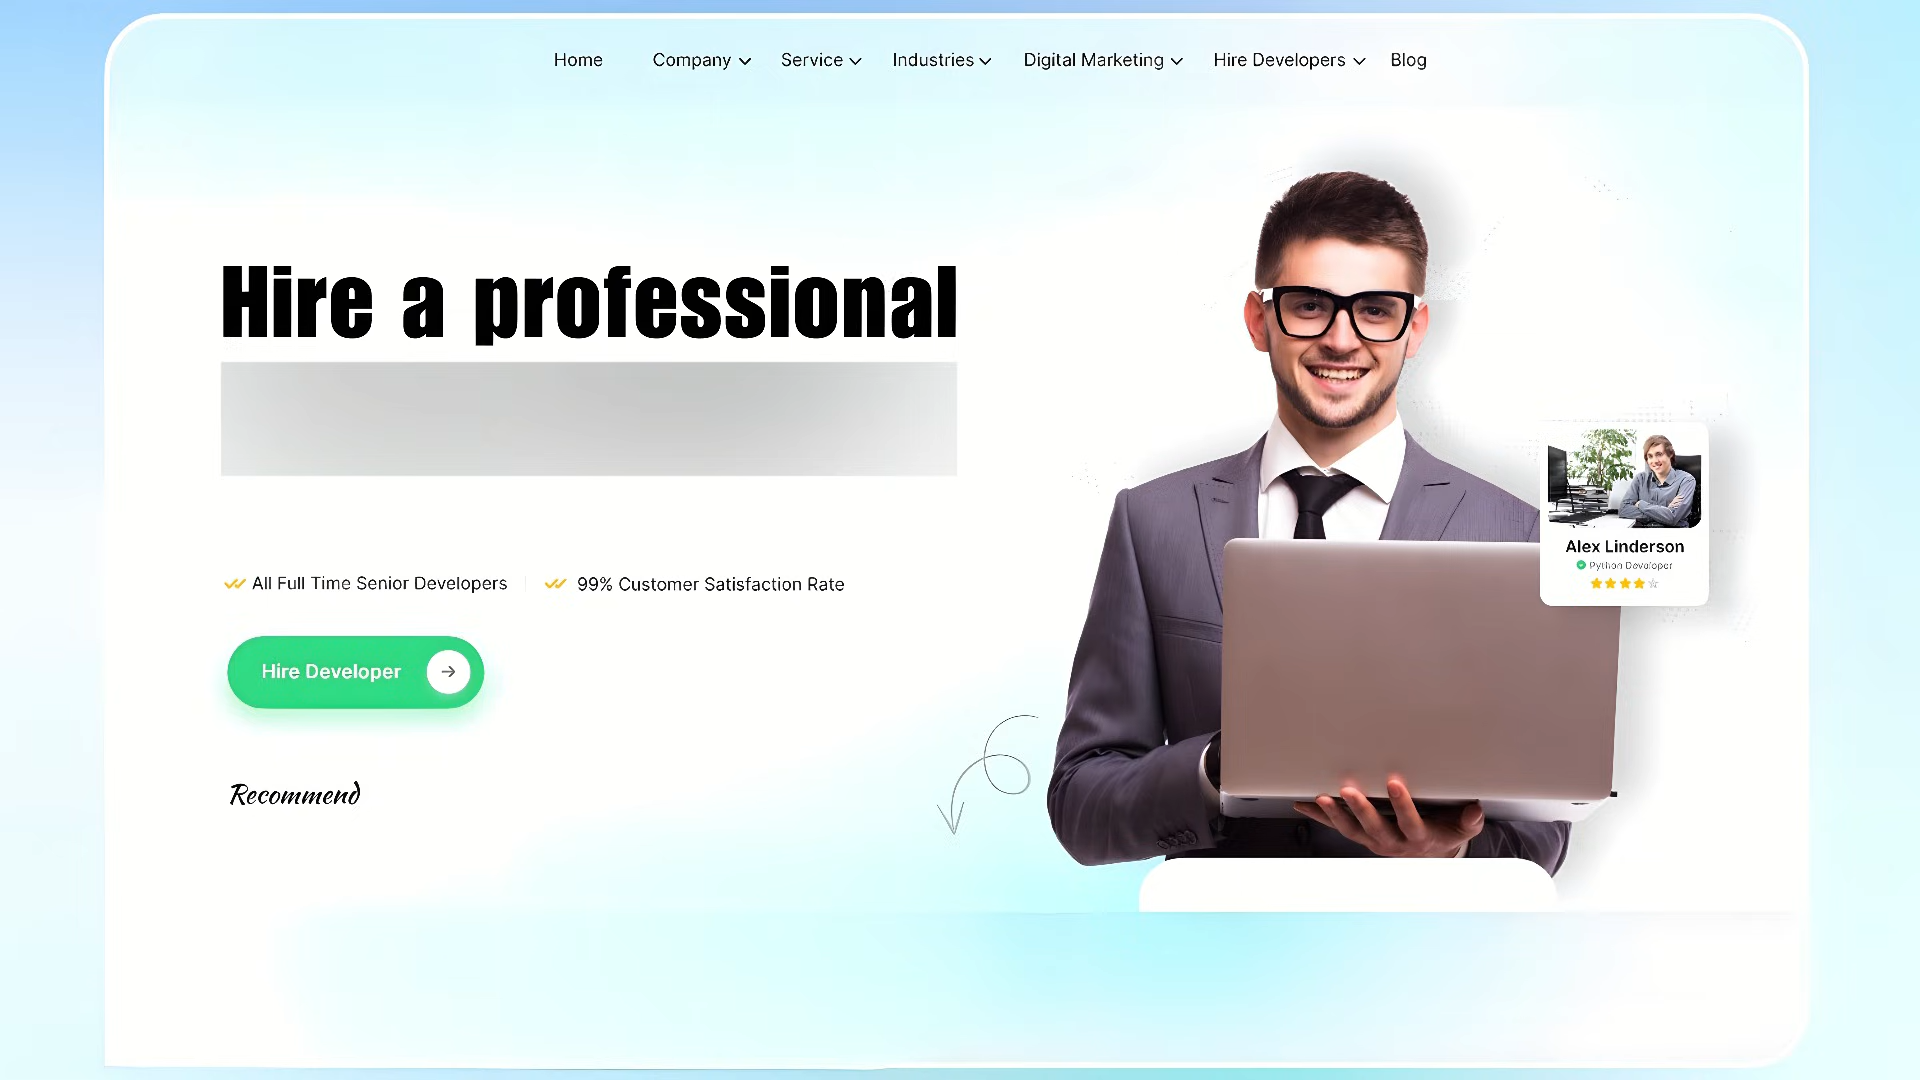 Home Company Service Industries Digital Marketing Hire Developers Blog
Hire a professional
All Full Time Senior Developers 99% Customer Satisfaction Rate
Hire Developer
Recommend
Alex Linderson
Python Developer